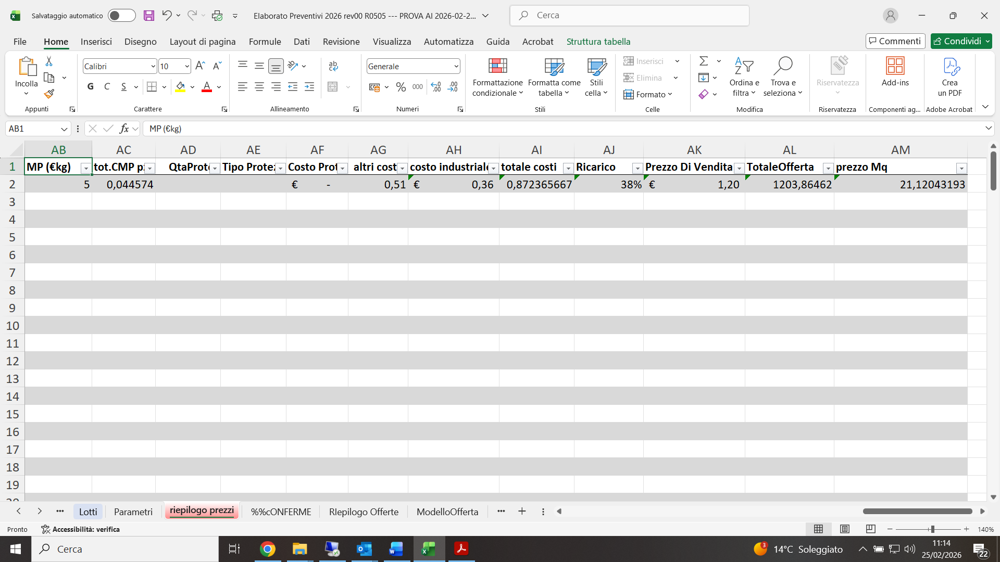 Salvataggio automatico
Elaborato Preventivi 2026 rev00 R0505 --- PROVA AI 2026-02-2...
Cerca
File Home Inserisci Disegno Layout di pagina Formule Dati Revisione Visualizza Automatizza Guida Acrobat Struttura tabella
Commenti Condividi
Incolla
Calibri 10
G C S
ab
Generale
% 000
Formattazione condizionale
Formatta come tabella
Stili cella
Inserisci
Elimina
Formato
Ordina e filtra
Trova e seleziona
Riservatezza
Add-ins
Crea un PDF
Appunti Carattere Allineamento Numeri Stili Celle Modifica Riservatezza Componenti ag... Adobe Acrobat
AB1 fx MP (€kg)
AB AC AD AE AF AG AH AI AJ AK AL AM
1 MP (€kg) tot.CMP p QtaProt Tipo Prote Costo Prot altri cost costo industrial totale costi Ricarico Prezzo Di Vendita TotaleOfferta prezzo Mq
2 5 0,044574 € - 0,51 € 0,36 0,872365667 38% € 1,20 1203,86462 21,12043193
3
4
5
6
7
8
9
10
11
12
13
14
15
16
17
18
19
20
Lotti Parametri riepilogo prezzi %%cONFERME RIepilogo Offerte ModelloOfferta
Pronto Accessibilità: verifica 140%
Cerca
3 14°C Soleggiato
11:14
25/02/2026
22